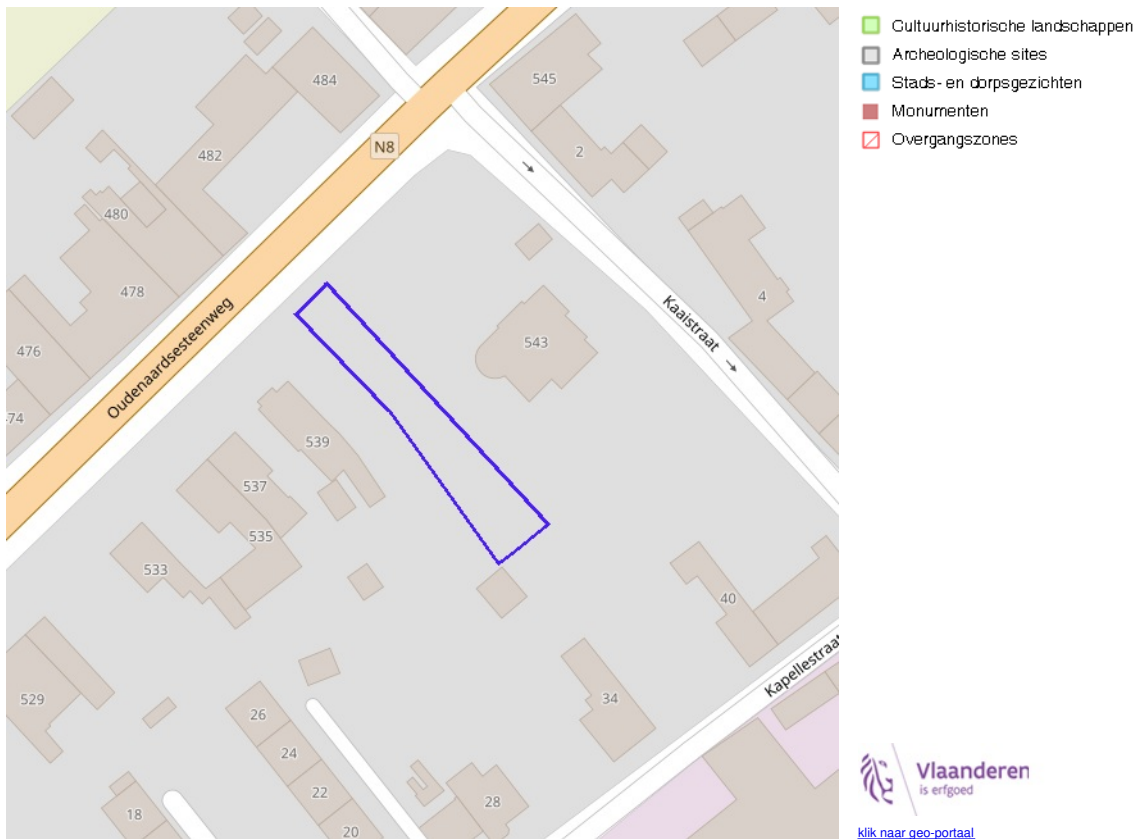 484
545
N8
482
2
480
478
4
476
Oudenaardsesteenweg
Kaaistraat
543
474
539
537
535
533
40
529
34
Kapellestraat
26
24
22
28
18
20
Cultuurhistorische landschappen
Archeologische sites
Stads- en dorpsgezichten
Monumenten
Overgangszones
Vlaanderen
is erfgoed
klik naar geo-portaal